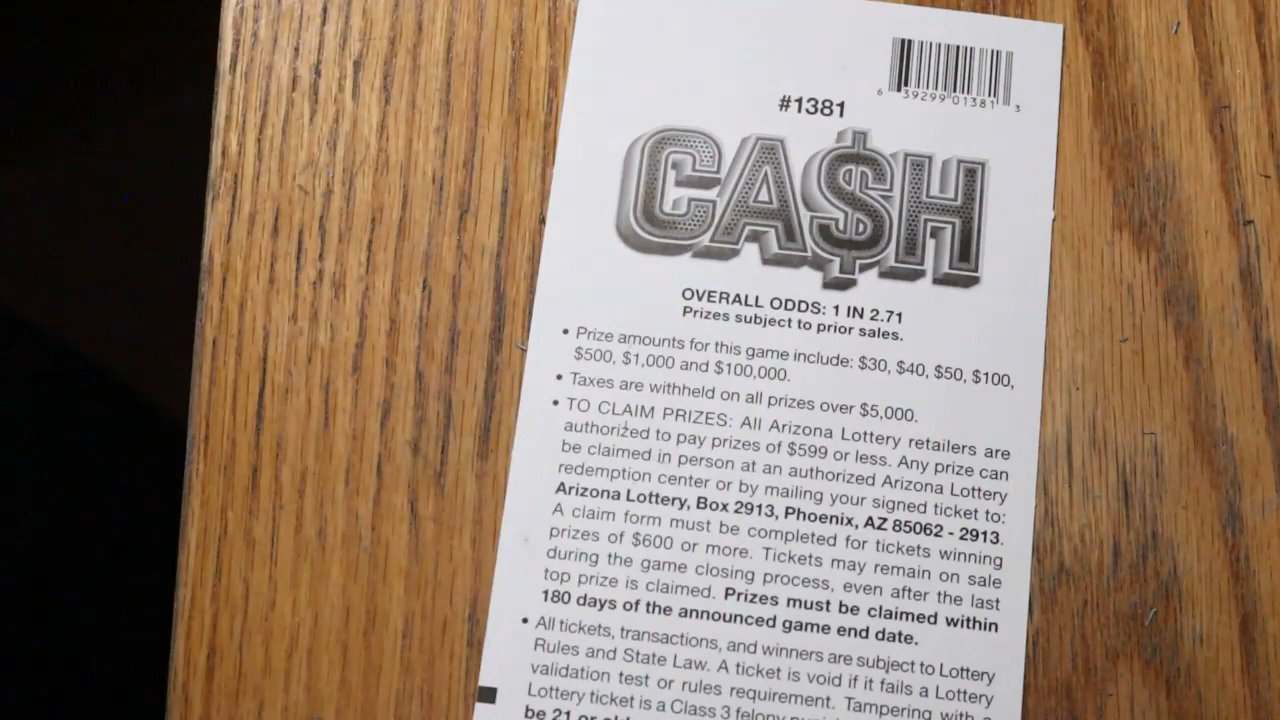 6 39299 01381 3
#1381
CA$H
OVERALL ODDS: 1 IN 2.71
Prizes subject to prior sales.
• Prize amounts for this game include: $30, $40, $50, $100,
$500, $1,000 and $100,000.
• Taxes are withheld on all prizes over $5,000.
• TO CLAIM PRIZES: All Arizona Lottery retailers are
authorized to pay prizes of $599 or less. Any prize can
be claimed in person at an authorized Arizona Lottery
redemption center or by mailing your signed ticket to:
Arizona Lottery, Box 2913, Phoenix, AZ 85062 - 2913.
A claim form must be completed for tickets winning
prizes of $600 or more. Tickets may remain on sale
during the game closing process, even after the last
top prize is claimed. Prizes must be claimed within
180 days of the announced game end date.
• All tickets, transactions, and winners are subject to Lottery
Rules and State Law. A ticket is void if it fails a Lottery
validation test or rules requirement. Tampering with a
Lottery ticket is a Class 3 felony
be 21 or